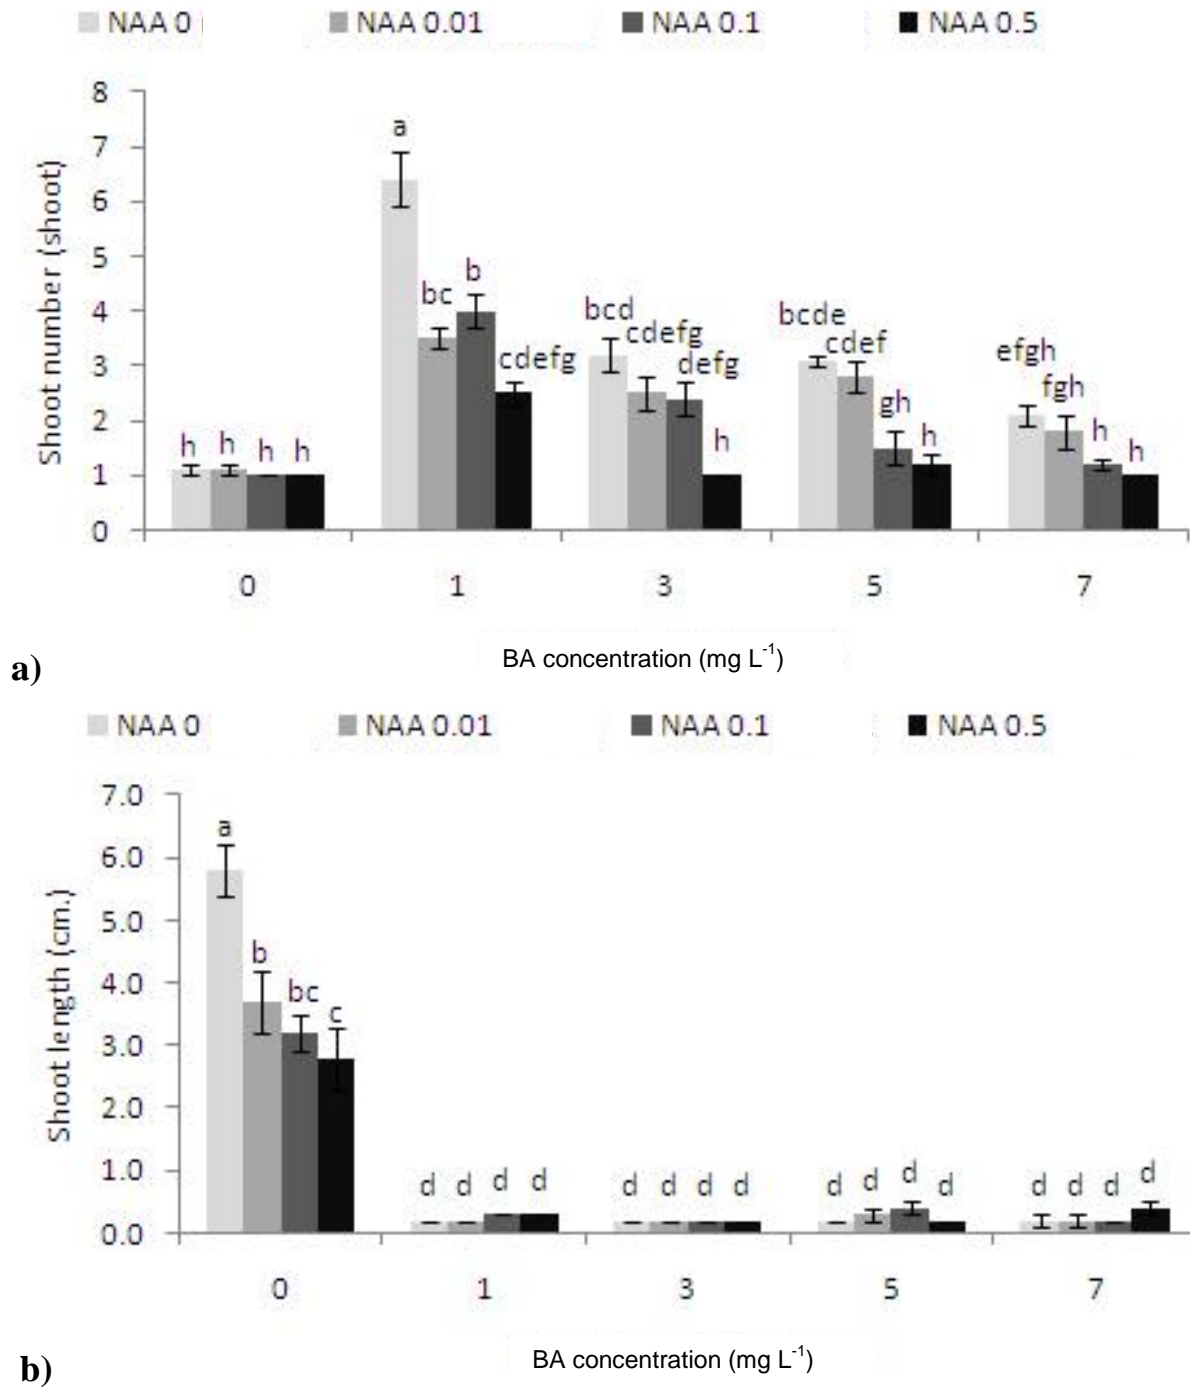 NAA 0 NAA 0.01 NAA 0.1 NAA 0.5
8
7
6
5
4
3
2
1
0
Shoot number (shoot)
h h h h
a bc b cdefg
bcd cdefg defg h
bcde cdef gh h
efgh fgh h h
0 1 3 5 7
BA concentration (mg L-1)
a)
NAA 0 NAA 0.01 NAA 0.1 NAA 0.5
7.0
6.0
5.0
4.0
3.0
2.0
1.0
0.0
Shoot length (cm.)
a b bc c
d d d d
d d d d
d d d d
d d d d
0 1 3 5 7
BA concentration (mg L-1)
b)